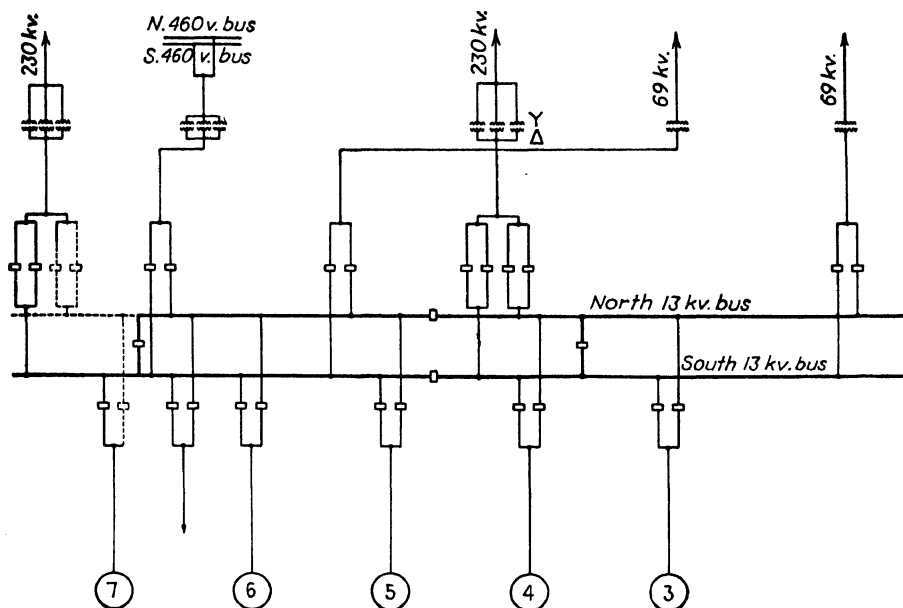 230 kv.
N. 460 v. bus
S. 460 v. bus
230 kv.
Y
Δ
69 kv.
69 kv.
North 13 kv. bus
South 13 kv. bus
7
6
5
4
3